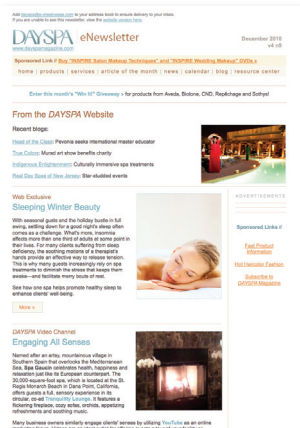 Add dayspa@e.creativeage.com to your address book to ensure delivery to your inbox.
If you are unable to see this newsletter, view the website version here.
DAYSPA eNewsletter
www.dayspamagazine.com
December 2010
v4 n8
Sponsored Link // Buy "INSPIRE Salon Makeup Techniques" and "INSPIRE Wedding Makeup" DVDs »
home | products | services | article of the month | news | calendar | blog | resource center
Enter this month's "Win It!" Giveaway » for products from Aveda, Biotone, CND, Repêchage and Sothys!
From the DAYSPA Website
Recent blogs:
Head of the Class: Pevonia seeks international master educator
True Colors: Mural art show benefits charity
Indigenous Enlightenment: Culturally immersive spa treats
Real Day Spas of New Jersey: Star-studded events
ADVERTISEMENTS
Web Exclusive
Sleeping Winter Beauty
With seasonal gusts and the holiday bustle in full
swing, settling down for a good night's sleep often
comes as a challenge. What's more, insomnia
affects more than one third of adults at some point in
their lives. For many clients suffering from sleep
deficiency, the soothing motions of a therapist's
hands provide an effective way to release tension.
This is why many guests increasingly rely on spa
treatments to diminish the stress that keeps them
awake—and facilitate many bouts of rest.
See how one spa helps promote healthy sleep to
enhance clients' well-being.
More »
Sponsored Links //
Fast Product
Information
Hot Hercolor Fashion
Subscribe to
DAYSPA Magazine
DAYSPA Video Channel
Engaging All Senses
Named after an artsy, mountainous village in
Southern Spain that overlooks the Mediterranean
Sea, Spa Gaucin celebrates health, happiness and
relaxation just like its European counterpart. The
30,000-square-foot spa, which is located at the St.
Regis Monarch Beach in Dana Point, California,
offers guests a full, sensory experience in its
circular, co-ed Tranquility Lounge. It features a
flickering fireplace, cozy sofas, orchids, appetizing
refreshments and soothing music.
Many business owners similarly engage clients' senses by utilizing YouTube as an online